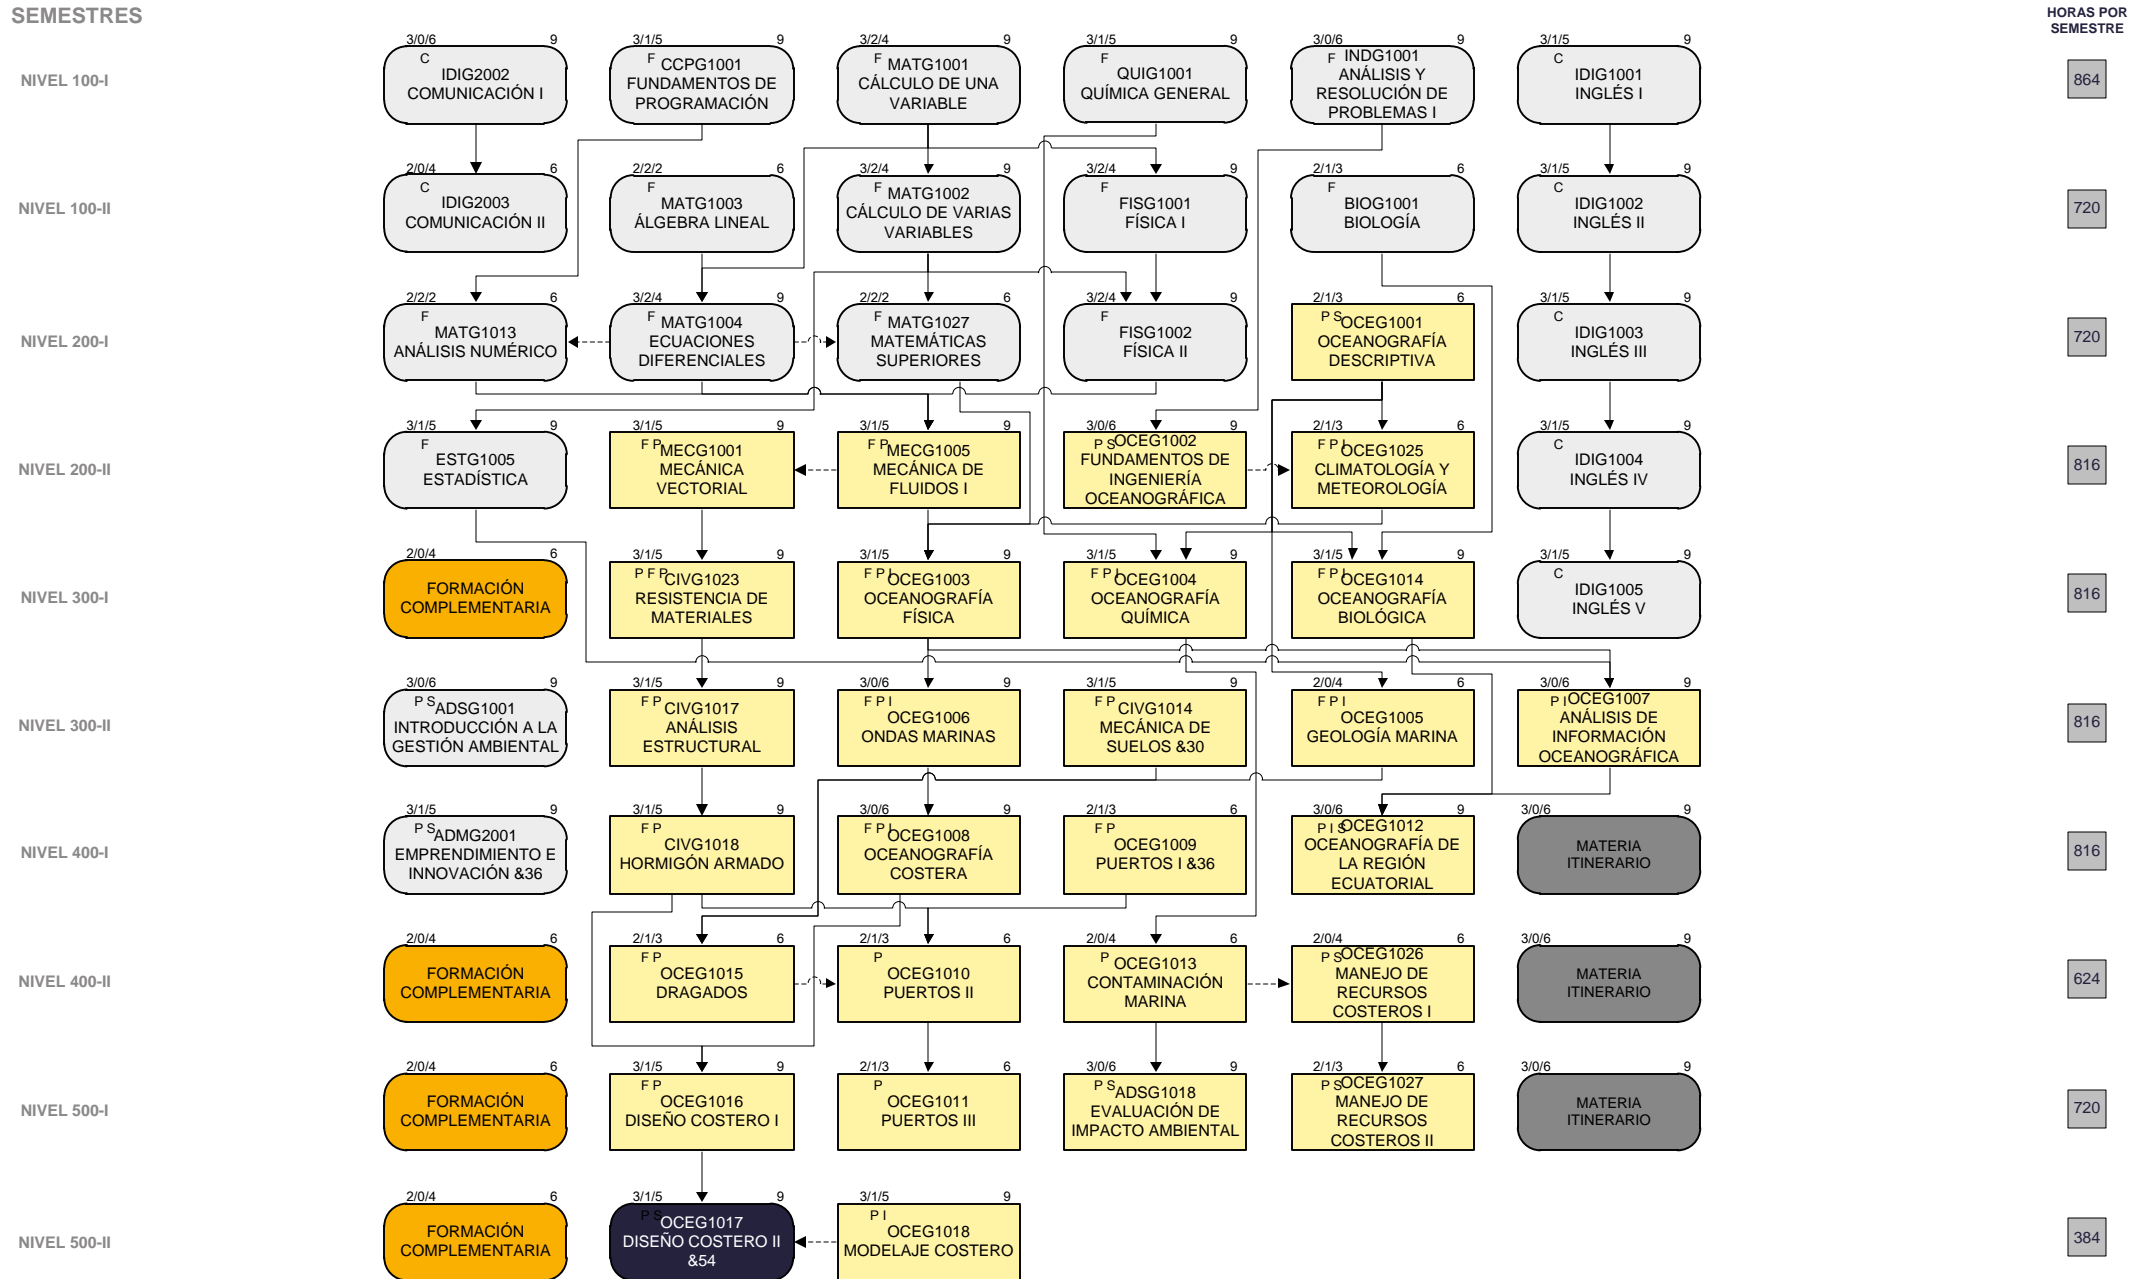 SEMESTRES
HORAS POR
SEMESTRE
NIVEL 100-I
3/0/6 9
C
IDIG2002
COMUNICACIÓN I
3/1/5 9
F
CCPG1001
FUNDAMENTOS DE
PROGRAMACIÓN
3/2/4 9
F
MATG1001
CÁLCULO DE UNA
VARIABLE
3/1/5 9
F
QUIG1001
QUÍMICA GENERAL
3/0/6 9
F
INDG1001
ANÁLISIS Y
RESOLUCIÓN DE
PROBLEMAS I
3/1/5 9
C
IDIG1001
INGLÉS I
864
NIVEL 100-II
2/0/4 6
C
IDIG2003
COMUNICACIÓN II
2/2/2 6
F
MATG1003
ÁLGEBRA LINEAL
3/2/4 9
F
MATG1002
CÁLCULO DE VARIAS
VARIABLES
3/2/4 9
F
FISG1001
FÍSICA I
2/1/3 6
F
BIOG1001
BIOLOGÍA
3/1/5 9
C
IDIG1002
INGLÉS II
720
NIVEL 200-I
2/2/2 6
F
MATG1013
ANÁLISIS NUMÉRICO
3/2/4 9
F
MATG1004
ECUACIONES
DIFERENCIALES
2/2/2 6
F
MATG1027
MATEMÁTICAS
SUPERIORES
3/2/4 9
F
FISG1002
FÍSICA II
2/1/3 6
P S
OCEG1001
OCEANOGRAFÍA
DESCRIPTIVA
3/1/5 9
C
IDIG1003
INGLÉS III
720
NIVEL 200-II
3/1/5 9
F
ESTG1005
ESTADÍSTICA
3/1/5 9
F P
MECG1001
MECÁNICA
VECTORIAL
3/1/5 9
F P
MECG1005
MECÁNICA DE
FLUIDOS I
3/0/6 9
P S
OCEG1002
FUNDAMENTOS DE
INGENIERÍA
OCEANOGRÁFICA
2/1/3 6
F P I
OCEG1025
CLIMATOLOGÍA Y
METEOROLOGÍA
3/1/5 9
C
IDIG1004
INGLÉS IV
816
NIVEL 300-I
2/0/4 6
FORMACIÓN
COMPLEMENTARIA
3/1/5 9
P F P
CIVG1023
RESISTENCIA DE
MATERIALES
3/1/5 9
F P I
OCEG1003
OCEANOGRAFÍA
FÍSICA
3/1/5 9
F P I
OCEG1004
OCEANOGRAFÍA
QUÍMICA
3/1/5 9
F P I
OCEG1014
OCEANOGRAFÍA
BIOLÓGICA
3/1/5 9
C
IDIG1005
INGLÉS V
816
NIVEL 300-II
3/0/6 9
P S
ADSG1001
INTRODUCCIÓN A LA
GESTIÓN AMBIENTAL
3/1/5 9
F P
CIVG1017
ANÁLISIS
ESTRUCTURAL
3/0/6 9
F P I
OCEG1006
ONDAS MARINAS
3/1/5 9
F P
CIVG1014
MECÁNICA DE
SUELOS &30
2/0/4 6
F P I
OCEG1005
GEOLOGÍA MARINA
3/0/6 9
P I
OCEG1007
ANÁLISIS DE
INFORMACIÓN
OCEANOGRÁFICA
816
NIVEL 400-I
3/1/5 9
P S
ADMG2001
EMPRENDIMIENTO E
INNOVACIÓN &36
3/1/5 9
F P
CIVG1018
HORMIGÓN ARMADO
3/0/6 9
F P I
OCEG1008
OCEANOGRAFÍA
COSTERA
2/1/3 6
F P
OCEG1009
PUERTOS I &36
3/0/6 9
P I S
OCEG1012
OCEANOGRAFÍA DE
LA REGIÓN
ECUATORIAL
3/0/6 9
MATERIA
ITINERARIO
816
NIVEL 400-II
2/0/4 6
FORMACIÓN
COMPLEMENTARIA
2/1/3 6
F P
OCEG1015
DRAGADOS
2/1/3 6
P
OCEG1010
PUERTOS II
2/0/4 6
P
OCEG1013
CONTAMINACIÓN
MARINA
2/0/4 6
P S
OCEG1026
MANEJO DE
RECURSOS
COSTEROS I
3/0/6 9
MATERIA
ITINERARIO
624
NIVEL 500-I
2/0/4 6
FORMACIÓN
COMPLEMENTARIA
3/1/5 9
F P
OCEG1016
DISEÑO COSTERO I
2/1/3 6
P
OCEG1011
PUERTOS III
3/0/6 9
P S
ADSG1018
EVALUACIÓN DE
IMPACTO AMBIENTAL
2/1/3 6
P S
OCEG1027
MANEJO DE
RECURSOS
COSTEROS II
3/0/6 9
MATERIA
ITINERARIO
720
NIVEL 500-II
2/0/4 6
FORMACIÓN
COMPLEMENTARIA
3/1/5 9
P S
OCEG1017
DISEÑO COSTERO II
&54
3/1/5 9
P I
OCEG1018
MODELAJE COSTERO
384